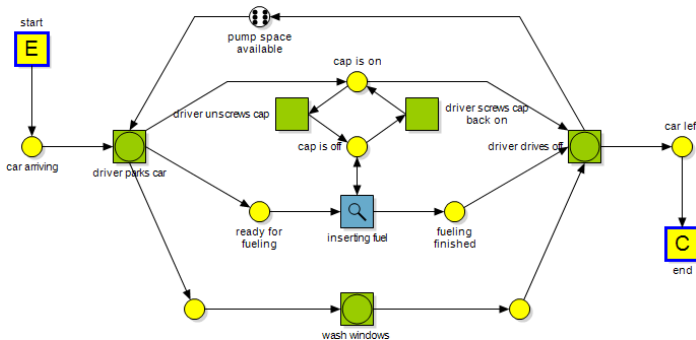 start
E
pump space
available
cap is on
driver unscrews cap
driver screws cap
back on
car arriving
driver parks car
cap is off
driver drives off
car left
ready for
fueling
inserting fuel
fueling
finished
C
end
wash windows